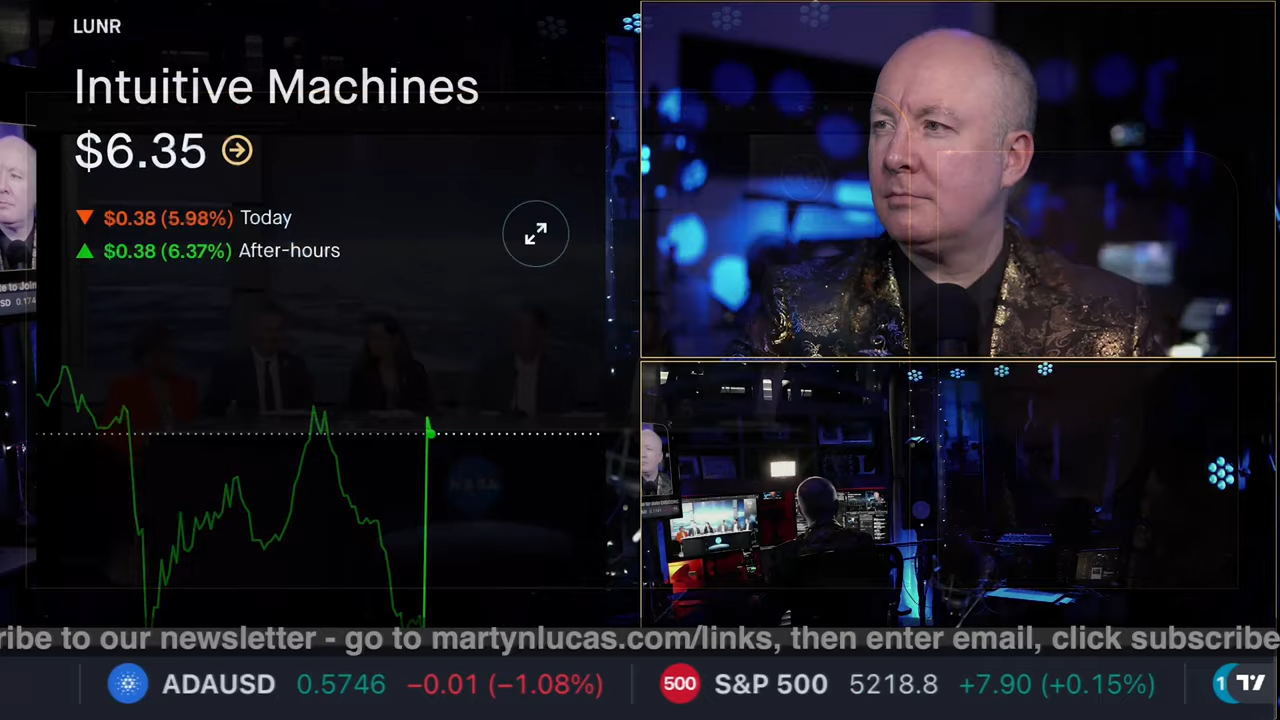 LUNR
Intuitive Machines
$6.35
$0.38 (5.98%) Today
$0.38 (6.37%) After-hours
ribe to our newsletter - go to martynlucas.com/links, then enter email, click subscribe
ADAUSD 0.5746 −0.01 (−1.08%) 500 S&P 500 5218.8 +7.90 (+0.15%) 1